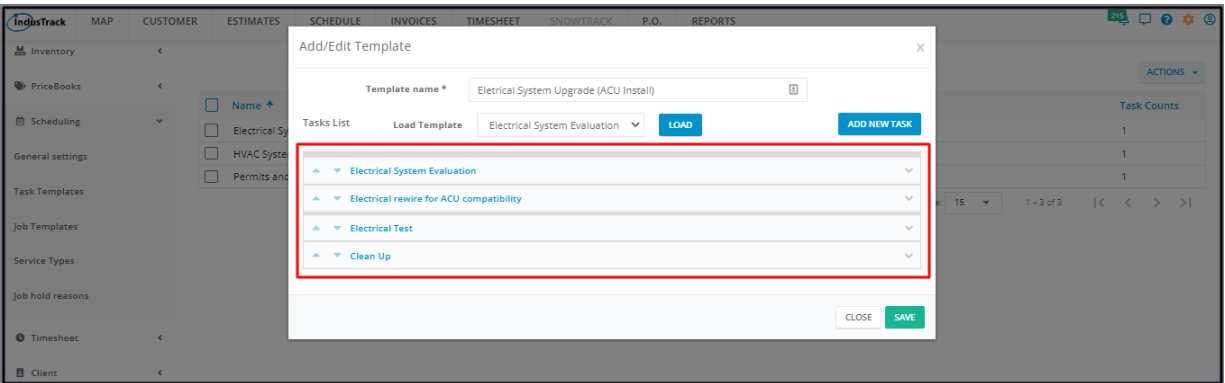 IndusTrack MAP CUSTOMER ESTIMATES SCHEDULE INVOICES TIMESHEET SNOWTRACK P.O. REPORTS 215
Inventory
PriceBooks
Scheduling
General settings
Task Templates
Job Templates
Service Types
Job hold reasons
Timesheet
Client
ACTIONS
Name Task Counts
Electrical Sy 1
HVAC Syste 1
Permits and 1
15 1 – 3 of 3
Add/Edit Template X
Template name * Eletrical System Upgrade (ACU Install)
Tasks List Load Template Electrical System Evaluation LOAD ADD NEW TASK
Electrical System Evaluation
Electrical rewire for ACU compatibility
Electrical Test
Clean Up
CLOSE SAVE